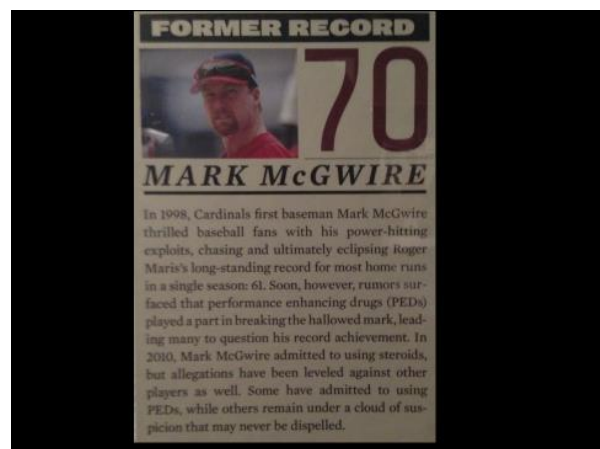 FORMER RECORD
70
MARK McGWIRE
In 1998, Cardinals first baseman Mark McGwire
thrilled baseball fans with his power-hitting
exploits, chasing and ultimately eclipsing Roger
Maris's long-standing record for most home runs
in a single season: 61. Soon, however, rumors sur-
faced that performance enhancing drugs (PEDs)
played a part in breaking the hallowed mark, lead-
ing many to question his record achievement. In
2010, Mark McGwire admitted to using steroids,
but allegations have been leveled against other
players as well. Some have admitted to using
PEDs, while others remain under a cloud of sus-
picion that may never be dispelled.